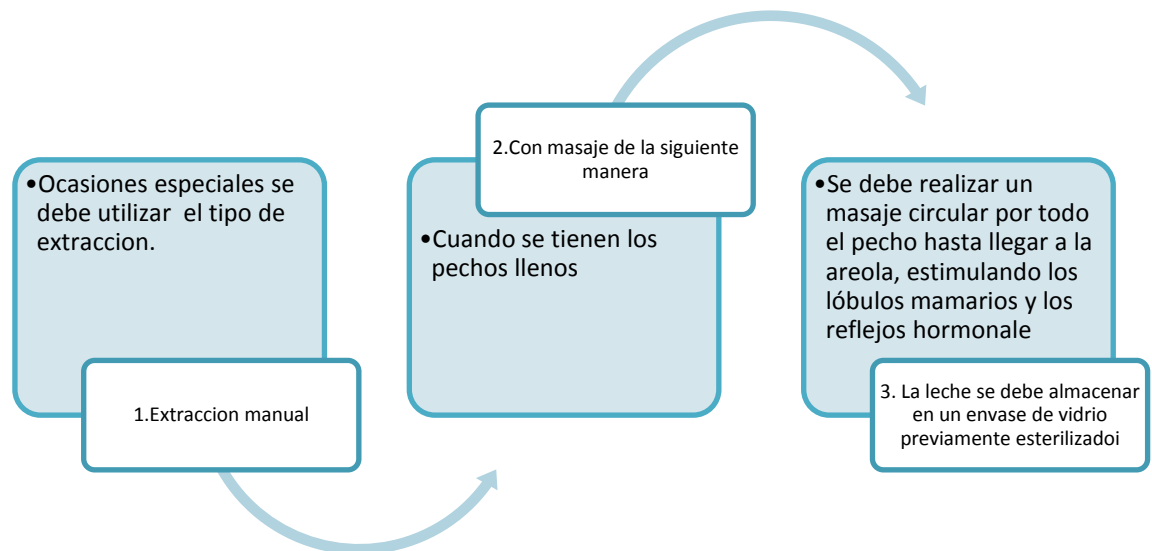 •Ocasiones especiales se
debe utilizar el tipo de
extraccion.
1.Extraccion manual
2.Con masaje de la siguiente
manera
•Cuando se tienen los
pechos llenos
•Se debe realizar un
masaje circular por todo
el pecho hasta llegar a la
areola, estimulando los
lóbulos mamarios y los
reflejos hormonale
3. La leche se debe almacenar
en un envase de vidrio
previamente esterilizadoi